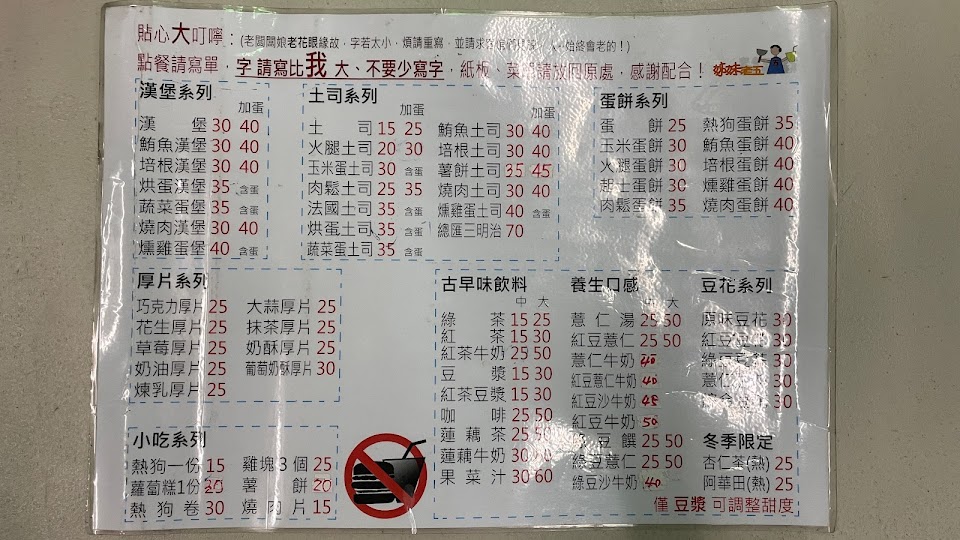 貼心大叮嚀：(老闆闆娘老花眼緣故，字若太小，煩請重寫，並請求 始終會老的！)
點餐請寫單，字 請寫比 我 大、不要少寫字，紙板、菜 請放回原處，感謝配合！ 姊妹
漢堡系列
加蛋
漢堡 30 40
鮪魚漢堡 30 40
培根漢堡 30 40
烘蛋漢堡 35 含蛋
蔬菜蛋堡 35 含蛋
燒肉漢堡 30 40
燻雞蛋堡 40 含蛋
土司系列
加蛋
土司 15 25
火腿土司 20 30
玉米蛋土司 30 含蛋
肉鬆土司 25 35
法國土司 35 含蛋
烘蛋土司 35 含蛋
蔬菜蛋土司 35 含蛋
加蛋
鮪魚土司 30 40
培根土司 30 40
薯餅土司 35 45
燒肉土司 30 40
燻雞蛋土司 40 含蛋
總匯三明治 70
蛋餅系列
蛋餅 25
玉米蛋餅 30
火腿蛋餅 30
起士蛋餅 30
肉鬆蛋餅 35
熱狗蛋餅 35
鮪魚蛋餅 40
培根蛋餅 40
燻雞蛋餅 40
燒肉蛋餅 40
厚片系列
巧克力厚片 25
花生厚片 25
草莓厚片 25
奶油厚片 25
煉乳厚片 25
大蒜厚片 25
抹茶厚片 25
奶酥厚片 25
葡萄奶酥厚片 30
小吃系列
熱狗一份 15
蘿蔔糕1份
熱狗卷 30
雞塊3個 25
薯餅 20
燒肉片 15
古早味飲料
中 大
綠茶 15 25
紅茶 15 30
紅茶牛奶 25 50
豆漿 15 30
紅茶豆漿 15 30
咖啡 25 50
蓮藕茶 25 50
蓮藕牛奶 30
果菜汁 30 60
養生口感
中 大
薏仁湯 25 50
紅豆薏仁 25 50
薏仁牛奶 40
紅豆薏仁牛奶 40
紅豆沙牛奶 45
紅豆牛奶 50
豆饌 25 50
綠豆薏仁 25 50
綠豆沙牛奶 40
豆花系列
原味豆花 30
紅豆豆花 30
綠豆豆花 30
薏仁 30
30
冬季限定
杏仁茶(熱) 25
阿華田(熱) 25
僅 豆漿 可調整甜度